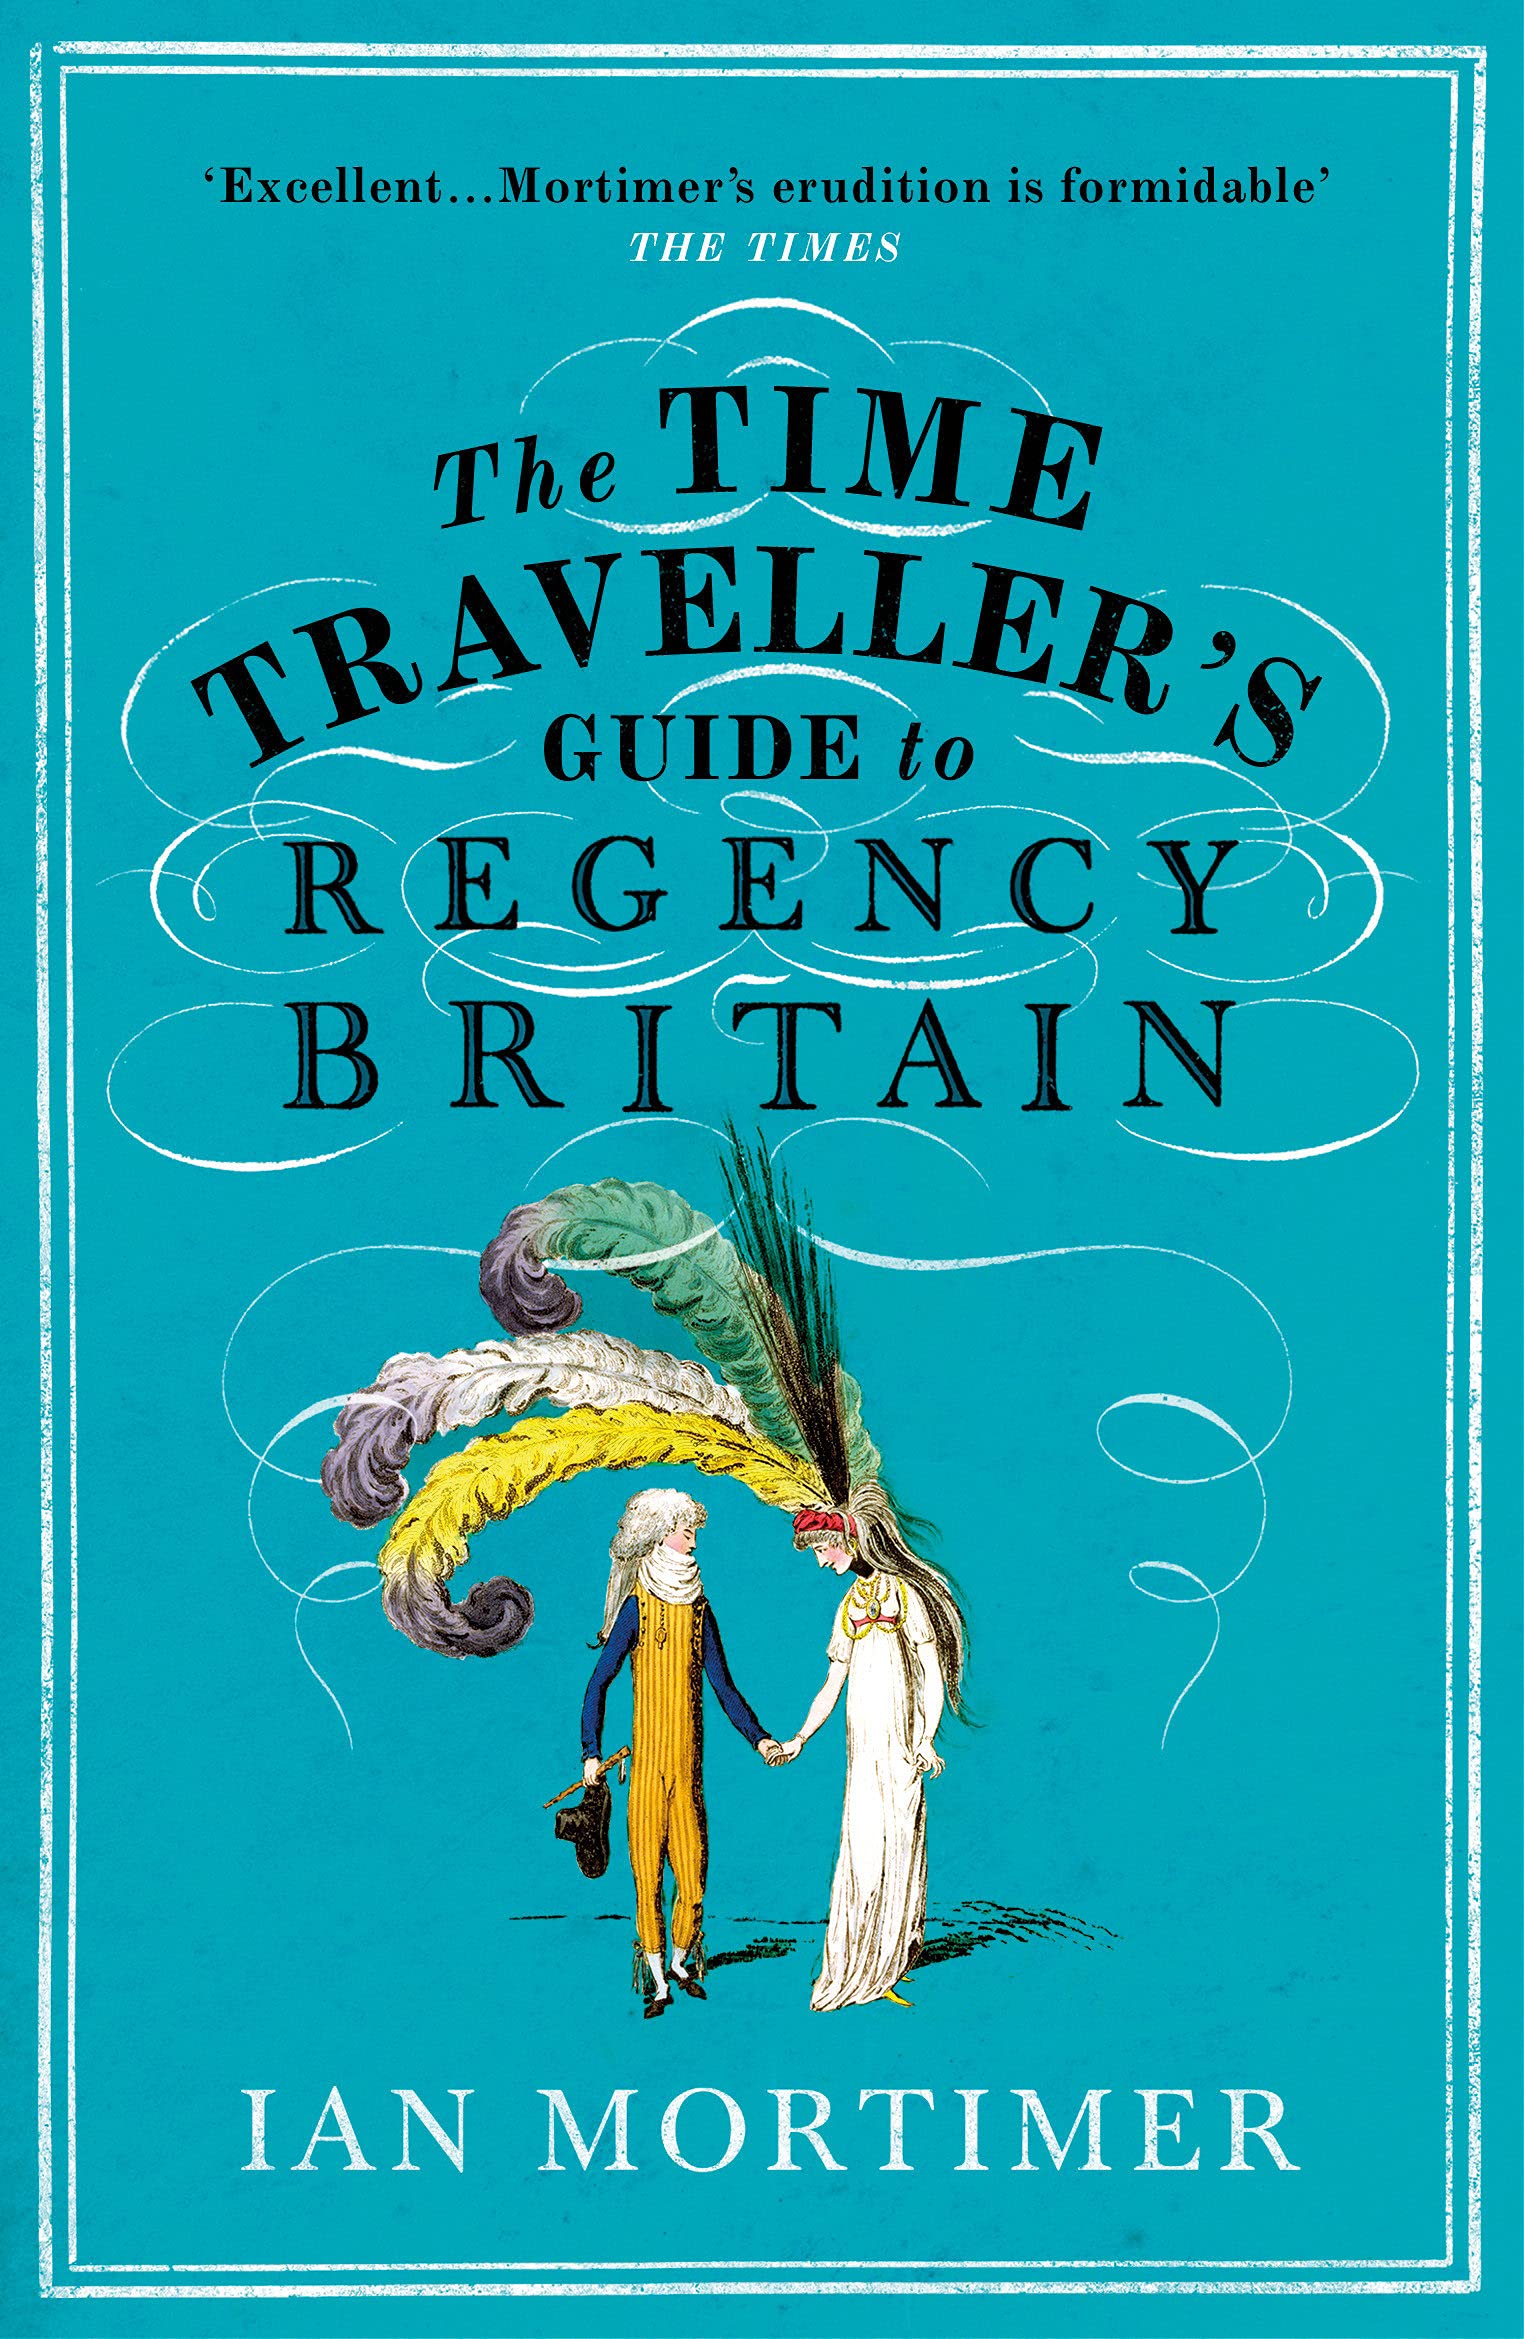 ‘Excellent...Mortimer’s erudition is formidable’
THE TIMES
The TIME
TRAVELLER’S
GUIDE to
REGENCY
BRITAIN
IAN MORTIMER